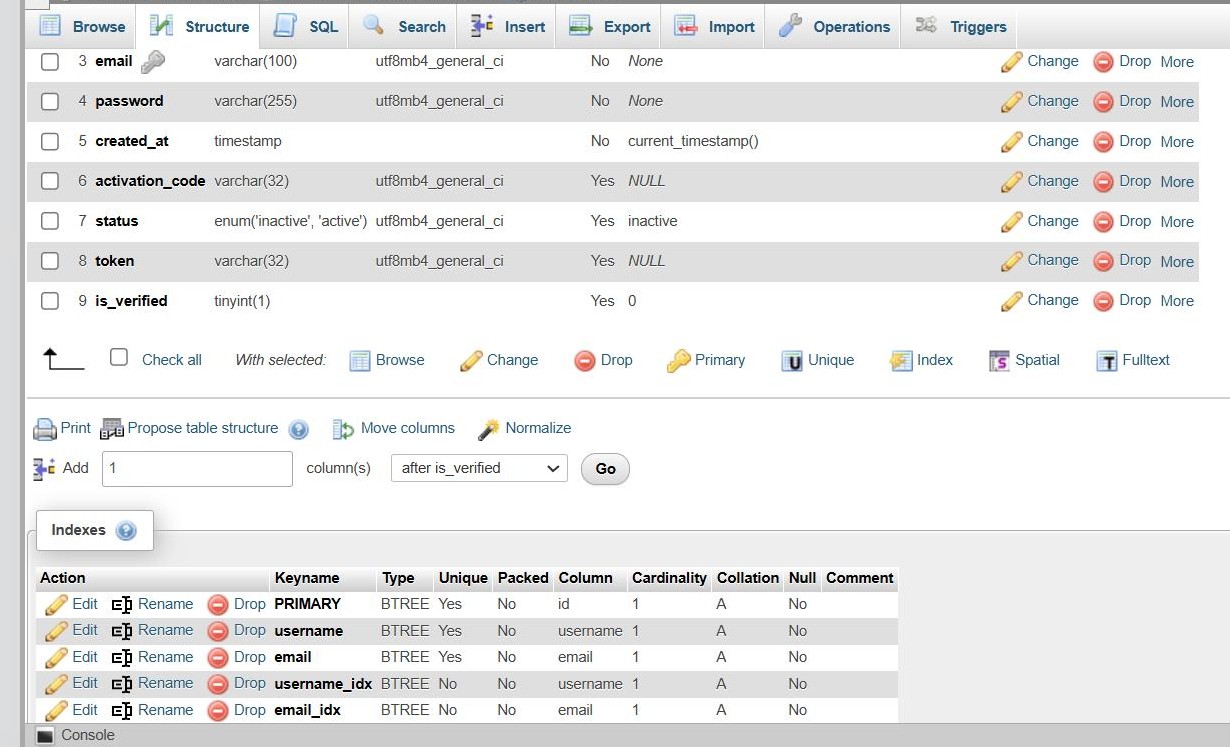 Browse Structure SQL Search Insert Export Import Operations Triggers
3 email varchar(100) utf8mb4_general_ci No None Change Drop More
4 password varchar(255) utf8mb4_general_ci No None Change Drop More
5 created_at timestamp No current_timestamp() Change Drop More
6 activation_code varchar(32) utf8mb4_general_ci Yes NULL Change Drop More
7 status enum('inactive', 'active') utf8mb4_general_ci Yes inactive Change Drop More
8 token varchar(32) utf8mb4_general_ci Yes NULL Change Drop More
9 is_verified tinyint(1) Yes 0 Change Drop More
Check all With selected: Browse Change Drop Primary Unique Index Spatial Fulltext
Print Propose table structure Move columns Normalize
Add 1 column(s) after is_verified Go
Indexes
Action Keyname Type Unique Packed Column Cardinality Collation Null Comment
Edit Rename Drop PRIMARY BTREE Yes No id 1 A No
Edit Rename Drop username BTREE Yes No username 1 A No
Edit Rename Drop email BTREE Yes No email 1 A No
Edit Rename Drop username_idx BTREE No No username 1 A No
Edit Rename Drop email_idx BTREE No No email 1 A No
Console